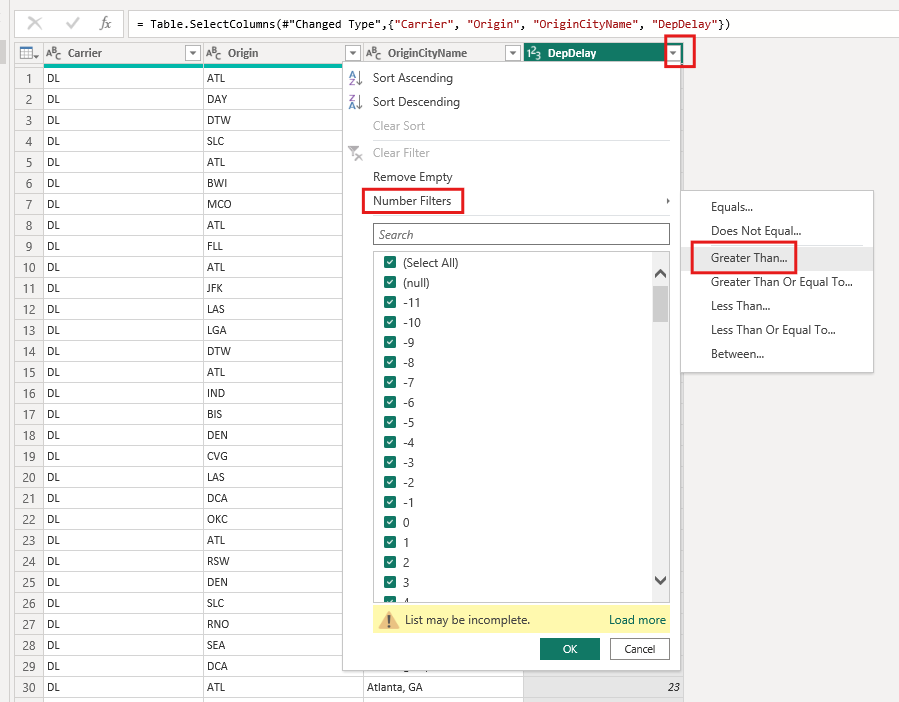 fx = Table.SelectColumns(#"Changed Type",{"Carrier", "Origin", "OriginCityName", "DepDelay"})
ABC Carrier ABC Origin ABC OriginCityName 123 DepDelay
1 DL ATL
2 DL DAY
3 DL DTW
4 DL SLC
5 DL ATL
6 DL BWI
7 DL MCO
8 DL ATL
9 DL FLL
10 DL ATL
11 DL JFK
12 DL LAS
13 DL LGA
14 DL DTW
15 DL ATL
16 DL IND
17 DL BIS
18 DL DEN
19 DL CVG
20 DL LAS
21 DL DCA
22 DL OKC
23 DL ATL
24 DL RSW
25 DL DEN
26 DL SLC
27 DL RNO
28 DL SEA
29 DL DCA
30 DL ATL Atlanta, GA 23
AZ Sort Ascending
ZA Sort Descending
Clear Sort
Clear Filter
Remove Empty
Number Filters
Search
(Select All)
(null)
-11
-10
-9
-8
-7
-6
-5
-4
-3
-2
-1
0
1
2
3
4
List may be incomplete. Load more
OK Cancel
Equals...
Does Not Equal...
Greater Than...
Greater Than Or Equal To...
Less Than...
Less Than Or Equal To...
Between...